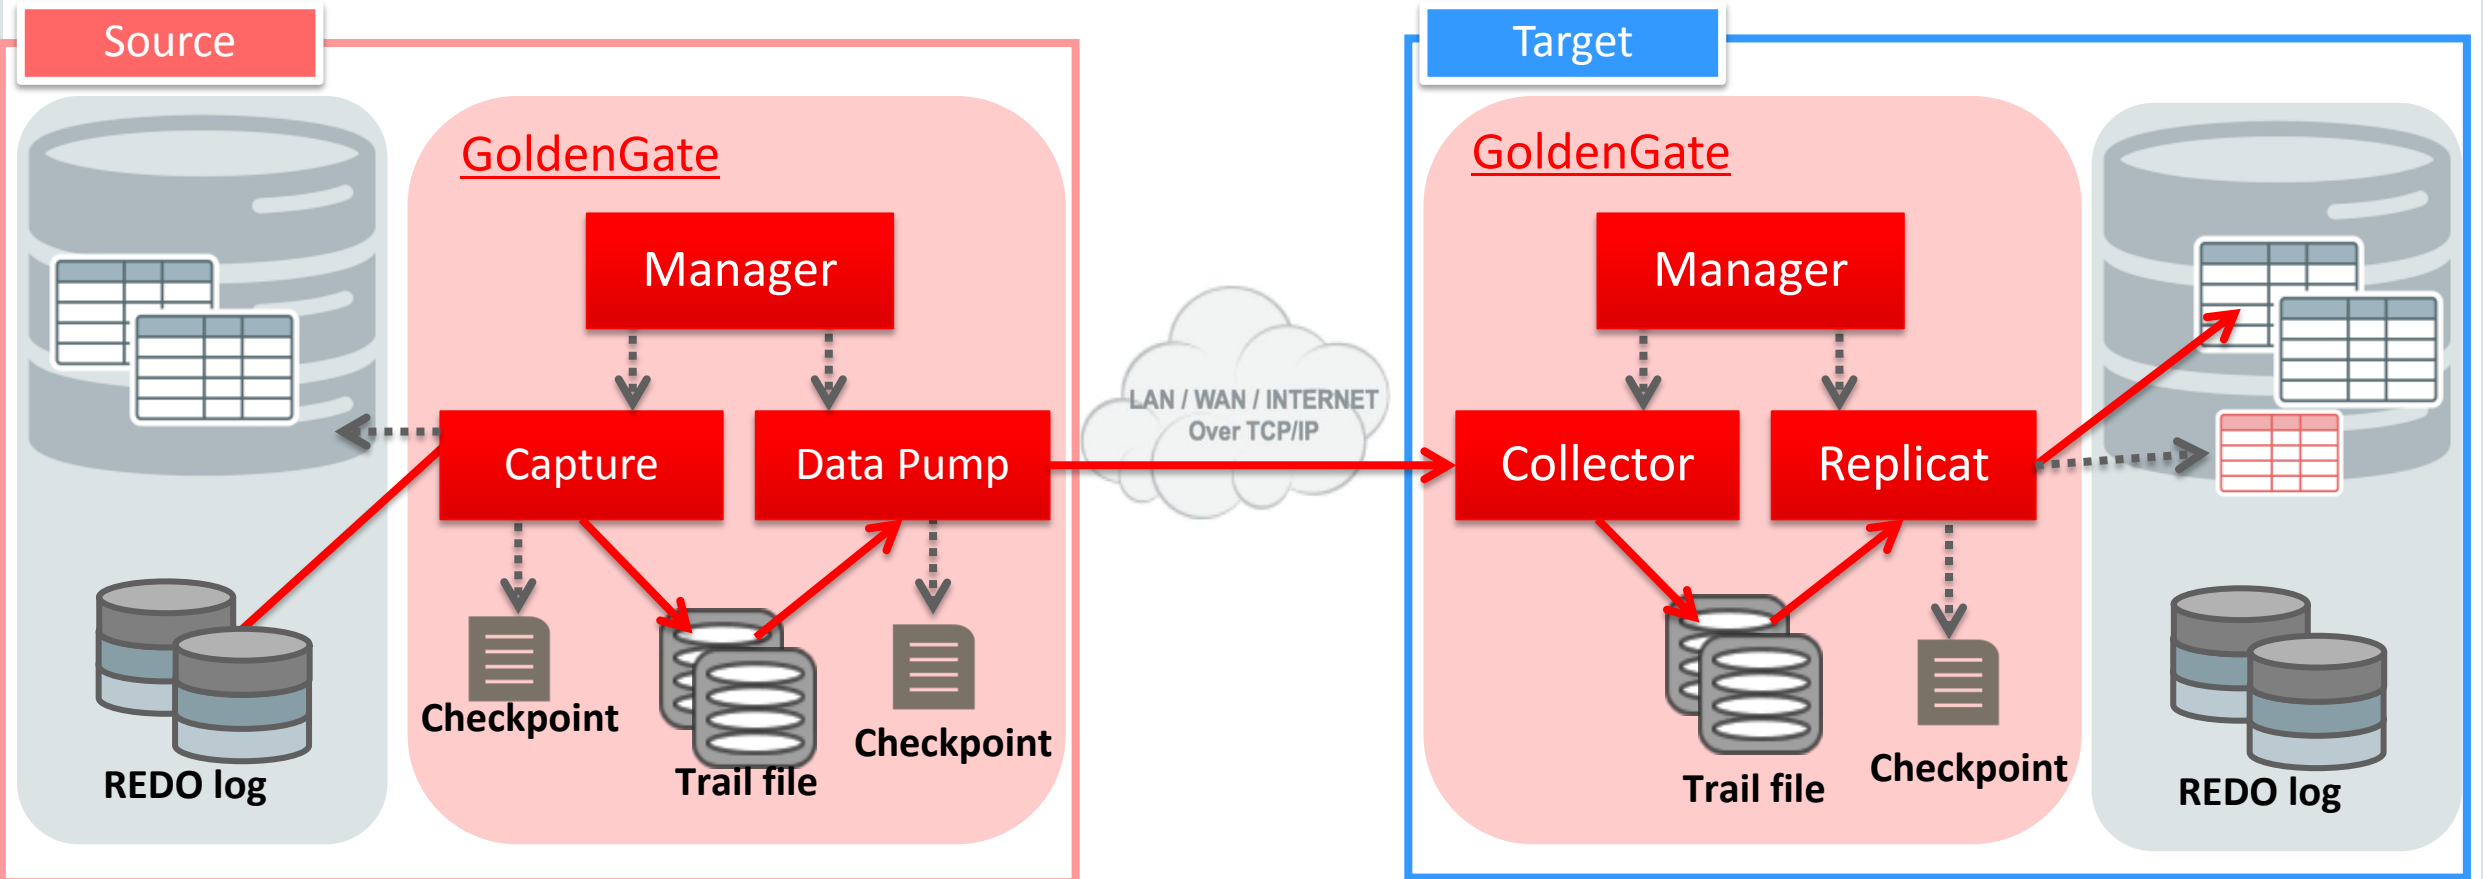 Source
GoldenGate
Manager
Capture
Data Pump
Checkpoint
Trail file
Checkpoint
REDO log
LAN / WAN / INTERNET
Over TCP/IP
Target
GoldenGate
Manager
Collector
Replicat
Trail file
Checkpoint
REDO log